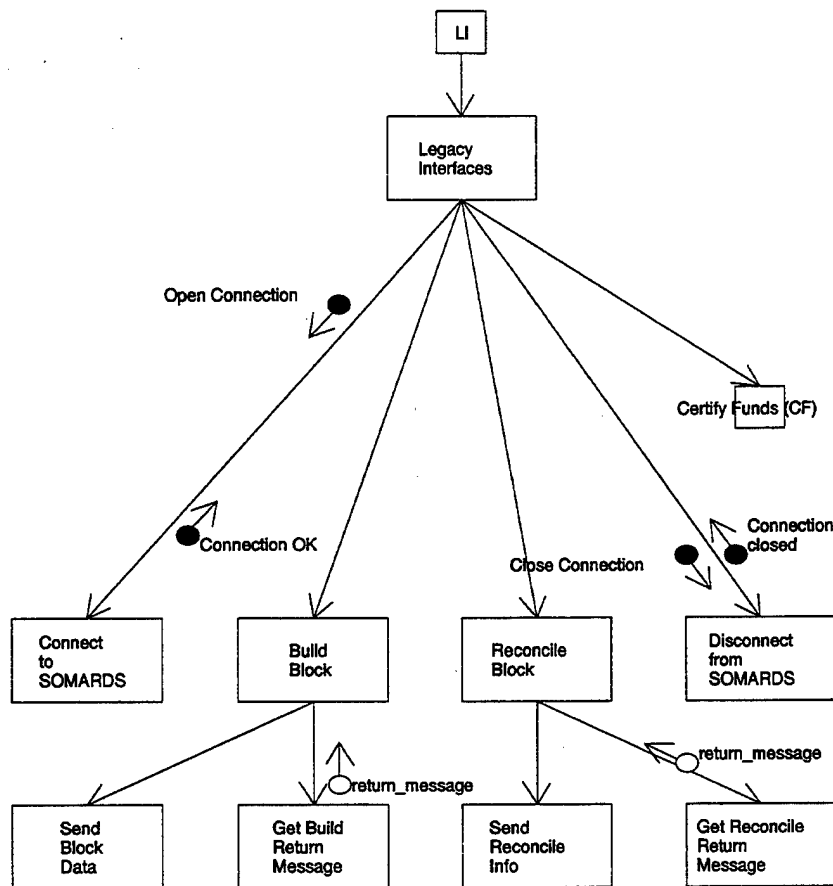 LI
Legacy
Interfaces
Open Connection
Certify Funds (CF)
Connection OK
Close Connection
Connection
closed
Connect
to
SOMARDS
Build
Block
Reconcile
Block
Disconnect
from
SOMARDS
return_message
return_message
Send
Block
Data
Get Build
Return
Message
Send
Reconcile
Info
Get Reconcile
Return
Message